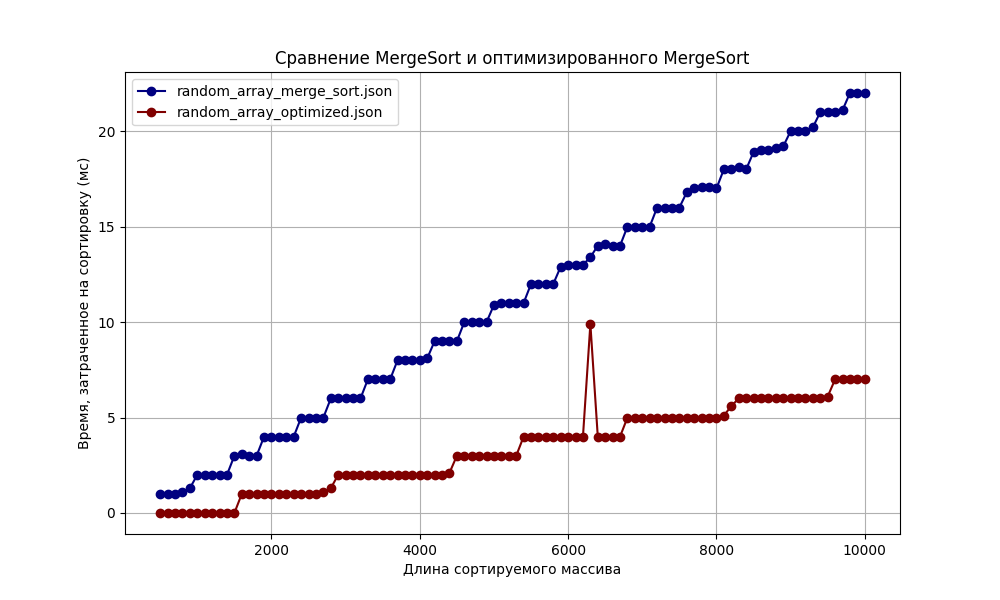 Сравнение MergeSort и оптимизированного MergeSort
random_array_merge_sort.json
random_array_optimized.json
Время, затраченное на сортировку (мс)
20
15
10
5
0
2000
4000
6000
8000
10000
Длина сортируемого массива